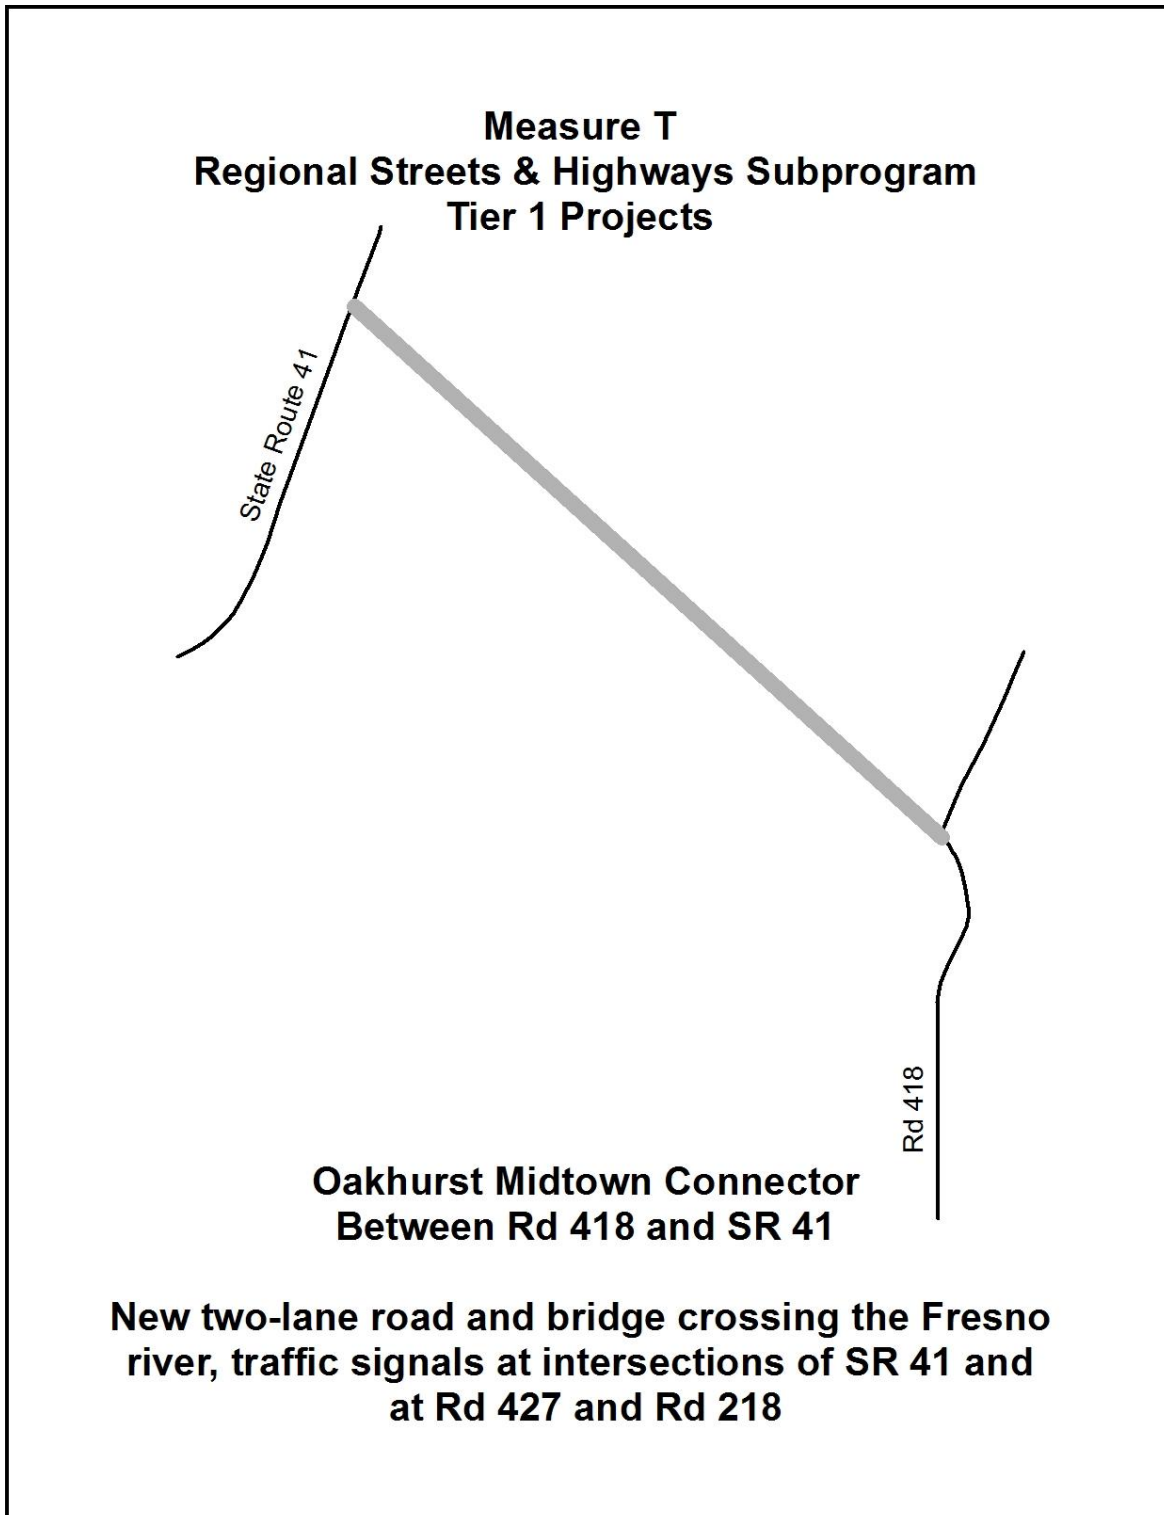 Measure T
Regional Streets & Highways Subprogram
Tier 1 Projects
State Route 41
Rd 418
Oakhurst Midtown Connector
Between Rd 418 and SR 41
New two-lane road and bridge crossing the Fresno
river, traffic signals at intersections of SR 41 and
at Rd 427 and Rd 218